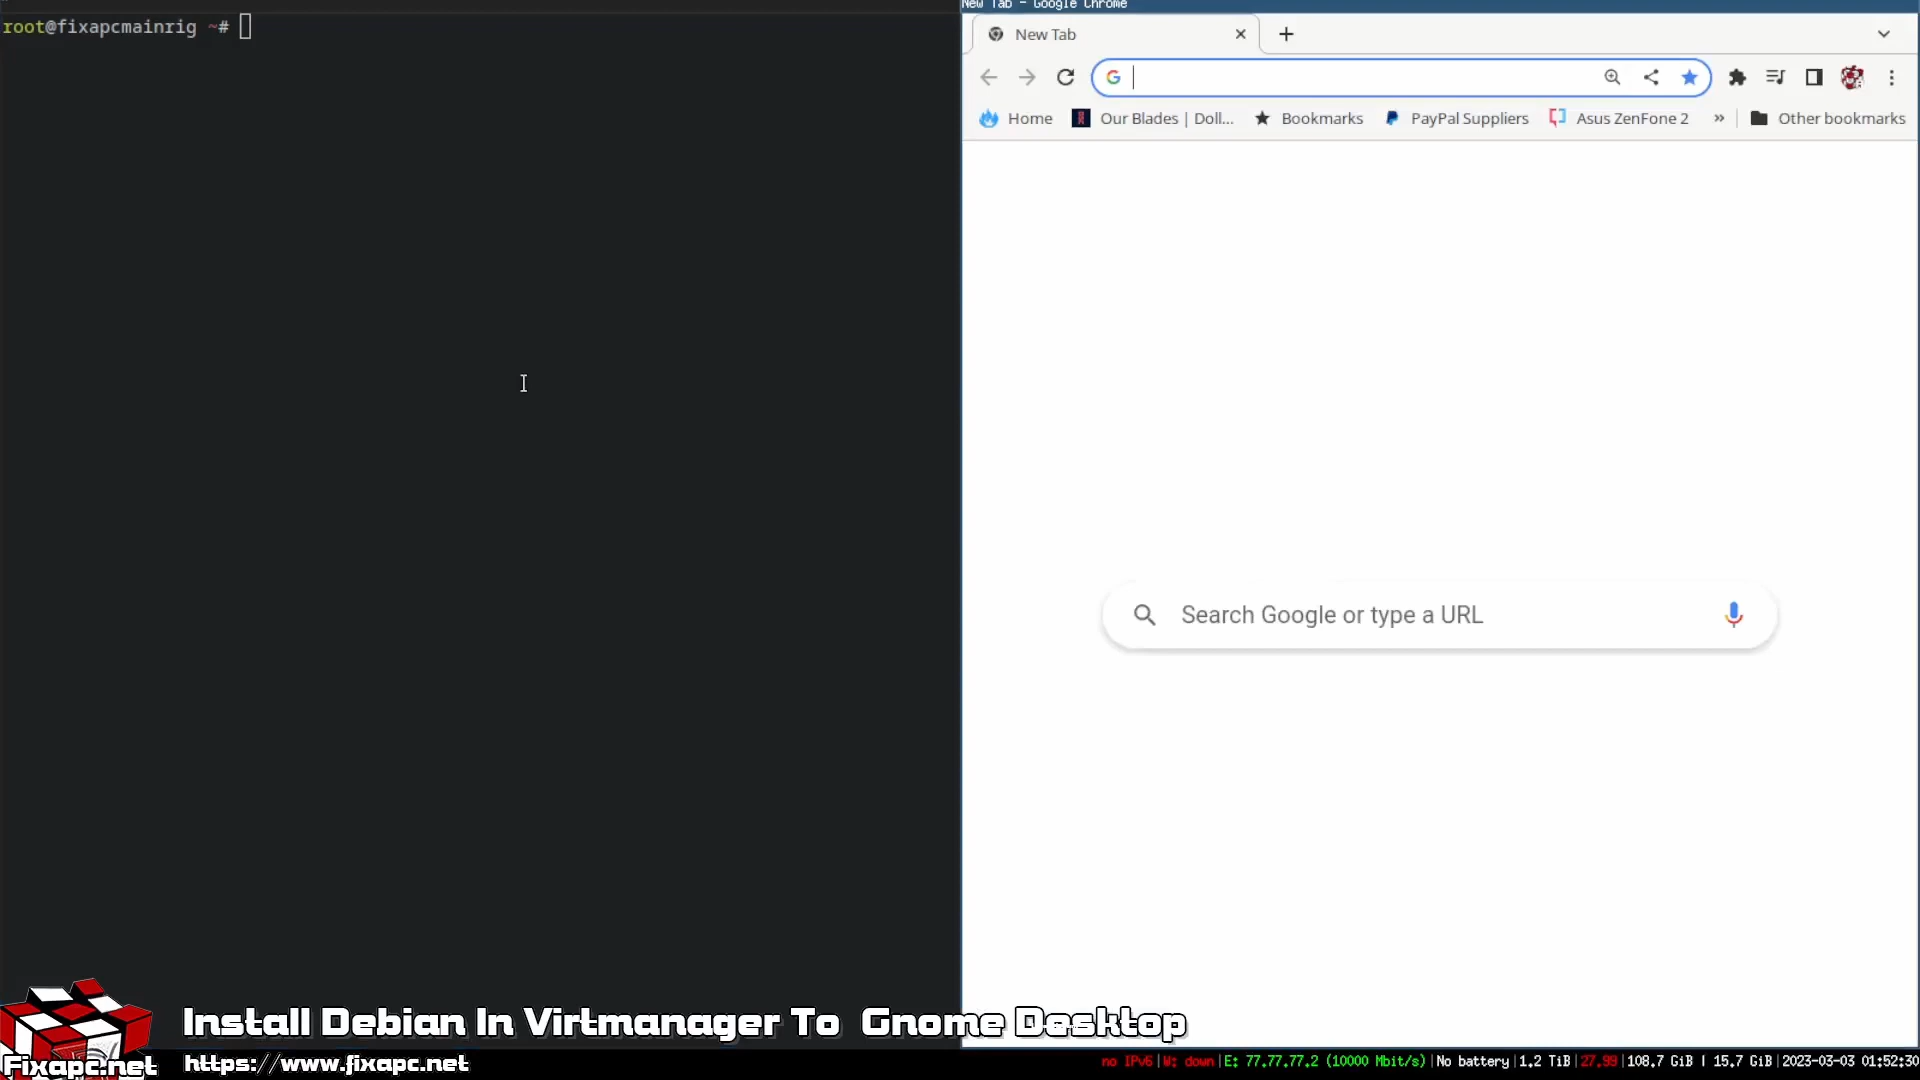 New Tab - Google Chrome
root@fixapcmainrig ~#
New Tab
Home
Our Blades | Doll...
Bookmarks
PayPal Suppliers
Asus ZenFone 2
»
Other bookmarks
Search Google or type a URL
Install Debian In Virtmanager To Gnome Desktop
Fixapc.net
https://www.fixapc.net
no IPv6|W: down|E: 77.77.77.2 (10000 Mbit/s)|No battery|1.2 TiB|27.99|108.7 GiB | 15.7 GiB|2023-03-03 01:52:30